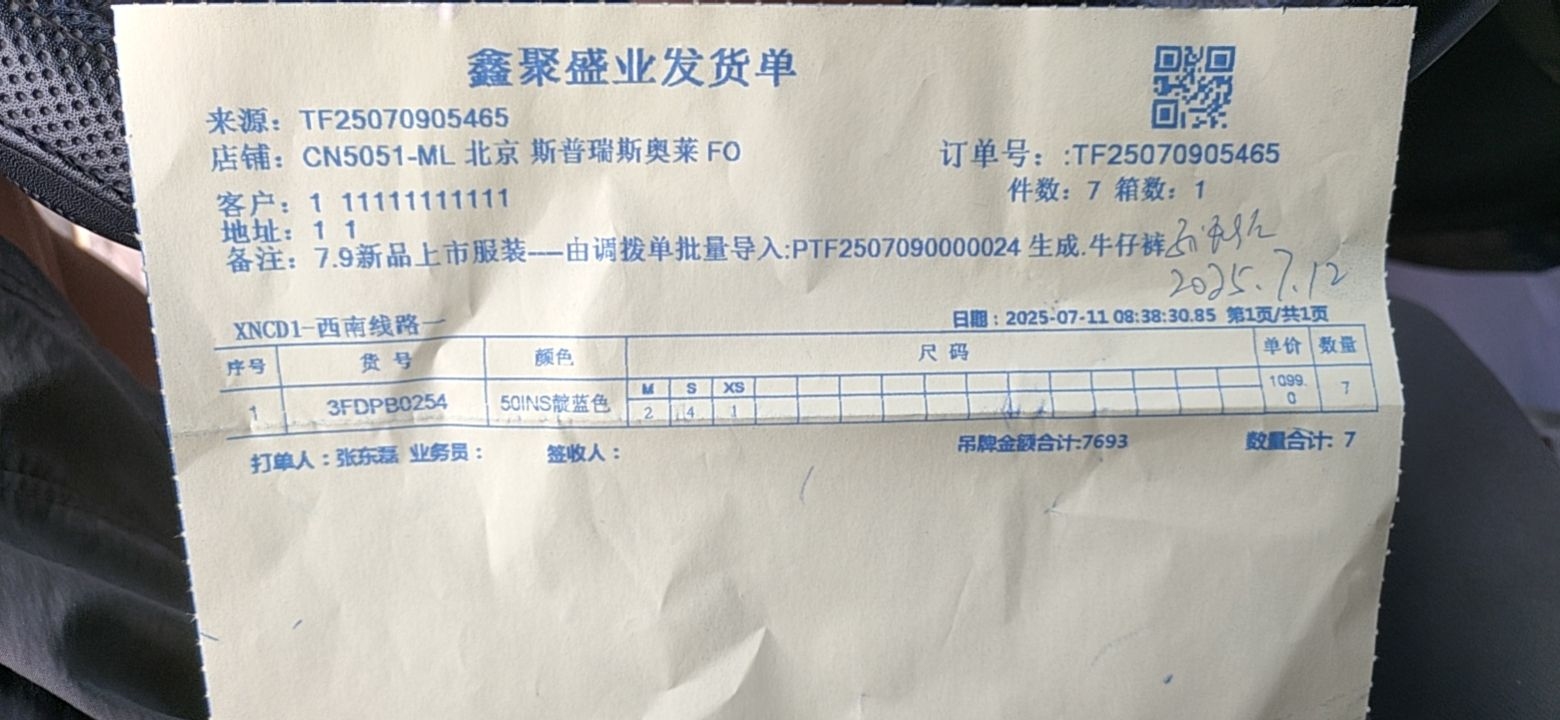 鑫聚盛业发货单
来源：TF25070905465
店铺：CN5051-ML 北京 斯普瑞斯奥莱 FO
订单号：:TF25070905465
客户：1 11111111111
件数：7 箱数：1
地址：1 1
备注：7.9新品上市服装----由调拨单批量导入:PTF2507090000024 生成.牛仔裤
2025.7.12
XNCD1-西南线路一
日期：2025-07-11 08:38:30.85 第1页/共1页
序号 货号 颜色 尺码 单价 数量
M S XS
1 3FDPB0254 50INS靛蓝色 2 4 1 1099.0 7
打单人：张东磊 业务员： 签收人： 吊牌金额合计:7693 数量合计: 7